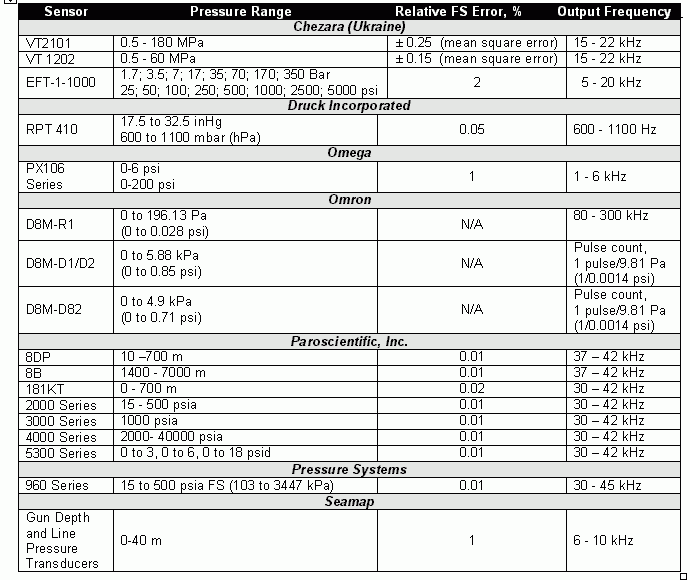 Sensor Pressure Range Relative FS Error, % Output Frequency
Chezara (Ukraine)
VT2101 0.5 - 180 MPa ± 0.25 (mean square error) 15 - 22 kHz
VT 1202 0.5 - 60 MPa ± 0.15 (mean square error) 15 - 22 kHz
EFT-1-1000 1.7; 3.5; 7; 17; 35; 70; 170; 350 Bar
25; 50; 100; 250; 500; 1000; 2500; 5000 psi 2 5 - 20 kHz
Druck Incorporated
RPT 410 17.5 to 32.5 inHg
600 to 1100 mbar (hPa) 0.05 600 - 1100 Hz
Omega
PX106 0-6 psi
Series 0-200 psi 1 1 - 6 kHz
Omron
D8M-R1 0 to 196.13 Pa
(0 to 0.028 psi) N/A 80 - 300 kHz
D8M-D1/D2 0 to 5.88 kPa
(0 to 0.85 psi) N/A Pulse count,
1 pulse/9.81 Pa
(1/0.0014 psi)
D8M-D82 0 to 4.9 kPa
(0 to 0.71 psi) N/A Pulse count,
1 pulse/9.81 Pa
(1/0.0014 psi)
Paroscientific, Inc.
8DP 10 –700 m 0.01 37 – 42 kHz
8B 1400 - 7000 m 0.01 37 – 42 kHz
181KT 0 - 700 m 0.02 30 – 42 kHz
2000 Series 15 - 500 psia 0.01 30 – 42 kHz
3000 Series 1000 psia 0.01 30 – 42 kHz
4000 Series 2000- 40000 psia 0.01 30 – 42 kHz
5300 Series 0 to 3, 0 to 6, 0 to 18 psid 0.01 30 – 42 kHz
Pressure Systems
960 Series 15 to 500 psia FS (103 to 3447 kPa) 0.01 30 - 45 kHz
Seamap
Gun Depth
and Line
Pressure
Transducers 0-40 m 1 6 - 10 kHz